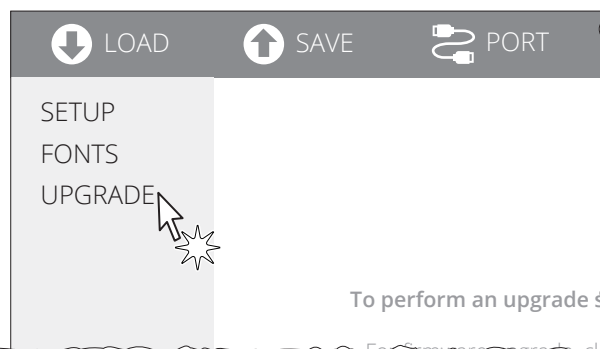 LOAD SAVE PORT
SETUP
FONTS
UPGRADE
To perform an upgrade